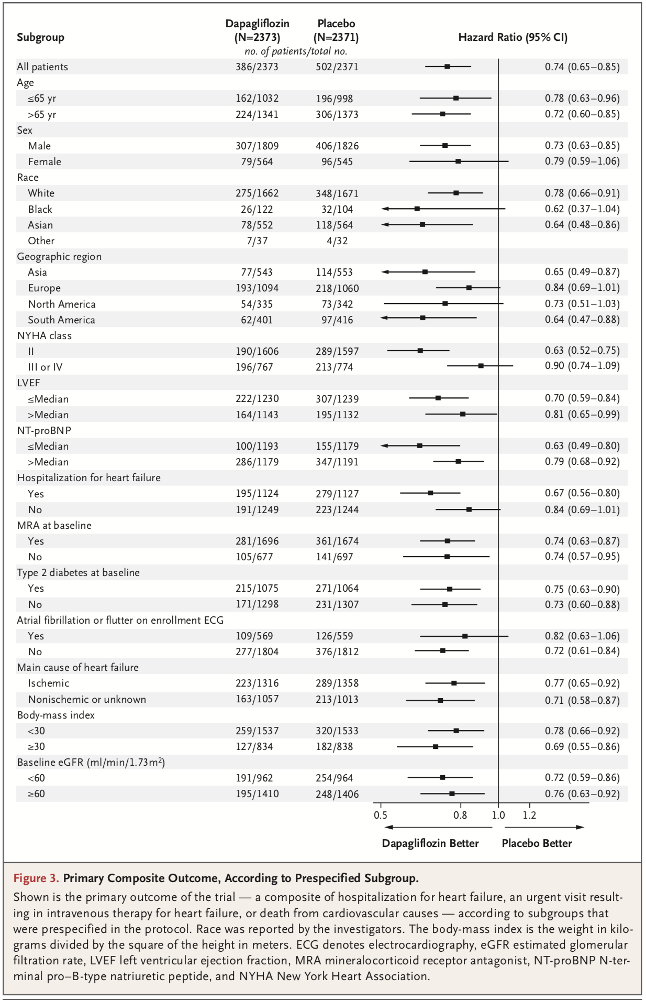 Dapagliflozin Placebo
Subgroup (N=2373) (N=2371) Hazard Ratio (95% CI)
no. of patients/total no.
All patients 386/2373 502/2371 0.74 (0.65–0.85)
Age
≤65 yr 162/1032 196/998 0.78 (0.63–0.96)
>65 yr 224/1341 306/1373 0.72 (0.60–0.85)
Sex
Male 307/1809 406/1826 0.73 (0.63–0.85)
Female 79/564 96/545 0.79 (0.59–1.06)
Race
White 275/1662 348/1671 0.78 (0.66–0.91)
Black 26/122 32/104 0.62 (0.37–1.04)
Asian 78/552 118/564 0.64 (0.48–0.86)
Other 7/37 4/32
Geographic region
Asia 77/543 114/553 0.65 (0.49–0.87)
Europe 193/1094 218/1060 0.84 (0.69–1.01)
North America 54/335 73/342 0.73 (0.51–1.03)
South America 62/401 97/416 0.64 (0.47–0.88)
NYHA class
II 190/1606 289/1597 0.63 (0.52–0.75)
III or IV 196/767 213/774 0.90 (0.74–1.09)
LVEF
≤Median 222/1230 307/1239 0.70 (0.59–0.84)
>Median 164/1143 195/1132 0.81 (0.65–0.99)
NT-proBNP
≤Median 100/1193 155/1179 0.63 (0.49–0.80)
>Median 286/1179 347/1191 0.79 (0.68–0.92)
Hospitalization for heart failure
Yes 195/1124 279/1127 0.67 (0.56–0.80)
No 191/1249 223/1244 0.84 (0.69–1.01)
MRA at baseline
Yes 281/1696 361/1674 0.74 (0.63–0.87)
No 105/677 141/697 0.74 (0.57–0.95)
Type 2 diabetes at baseline
Yes 215/1075 271/1064 0.75 (0.63–0.90)
No 171/1298 231/1307 0.73 (0.60–0.88)
Atrial fibrillation or flutter on enrollment ECG
Yes 109/569 126/559 0.82 (0.63–1.06)
No 277/1804 376/1812 0.72 (0.61–0.84)
Main cause of heart failure
Ischemic 223/1316 289/1358 0.77 (0.65–0.92)
Nonischemic or unknown 163/1057 213/1013 0.71 (0.58–0.87)
Body-mass index
<30 259/1537 320/1533 0.78 (0.66–0.92)
≥30 127/834 182/838 0.69 (0.55–0.86)
Baseline eGFR (ml/min/1.73m²)
<60 191/962 254/964 0.72 (0.59–0.86)
≥60 195/1410 248/1406 0.76 (0.63–0.92)
0.5 0.8 1.0 1.2
Dapagliflozin Better Placebo Better
Figure 3. Primary Composite Outcome, According to Prespecified Subgroup.
Shown is the primary outcome of the trial — a composite of hospitalization for heart failure, an urgent visit result-
ing in intravenous therapy for heart failure, or death from cardiovascular causes — according to subgroups that
were prespecified in the protocol. Race was reported by the investigators. The body-mass index is the weight in kilo-
grams divided by the square of the height in meters. ECG denotes electrocardiography, eGFR estimated glomerular
filtration rate, LVEF left ventricular ejection fraction, MRA mineralocorticoid receptor antagonist, NT-proBNP N-ter-
minal pro–B-type natriuretic peptide, and NYHA New York Heart Association.